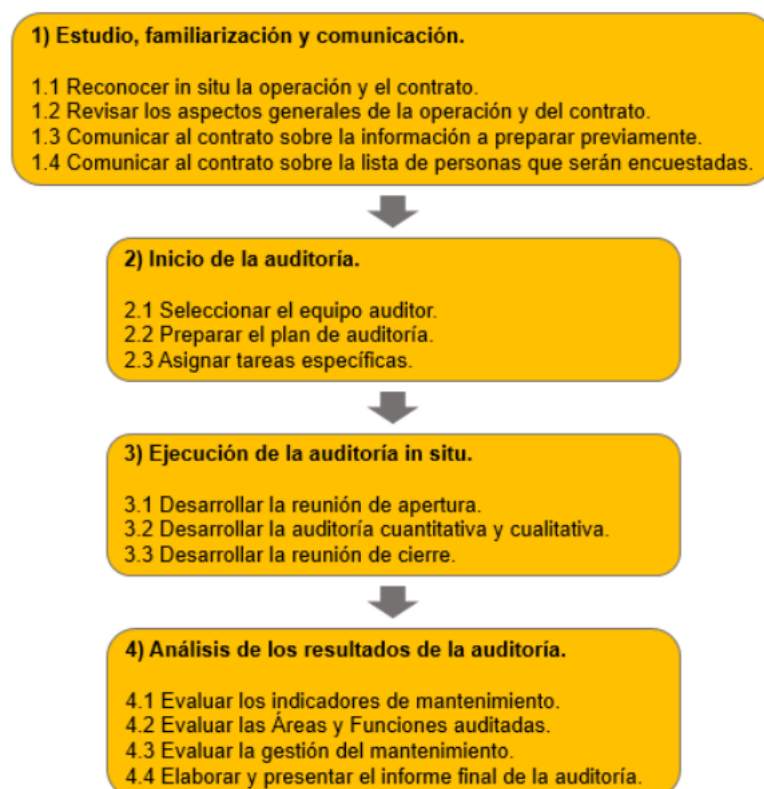 1) Estudio, familiarización y comunicación.
1.1 Reconocer in situ la operación y el contrato.
1.2 Revisar los aspectos generales de la operación y del contrato.
1.3 Comunicar al contrato sobre la información a preparar previamente.
1.4 Comunicar al contrato sobre la lista de personas que serán encuestadas.
2) Inicio de la auditoría.
2.1 Seleccionar el equipo auditor.
2.2 Preparar el plan de auditoría.
2.3 Asignar tareas específicas.
3) Ejecución de la auditoría in situ.
3.1 Desarrollar la reunión de apertura.
3.2 Desarrollar la auditoría cuantitativa y cualitativa.
3.3 Desarrollar la reunión de cierre.
4) Análisis de los resultados de la auditoría.
4.1 Evaluar los indicadores de mantenimiento.
4.2 Evaluar las Áreas y Funciones auditadas.
4.3 Evaluar la gestión del mantenimiento.
4.4 Elaborar y presentar el informe final de la auditoría.